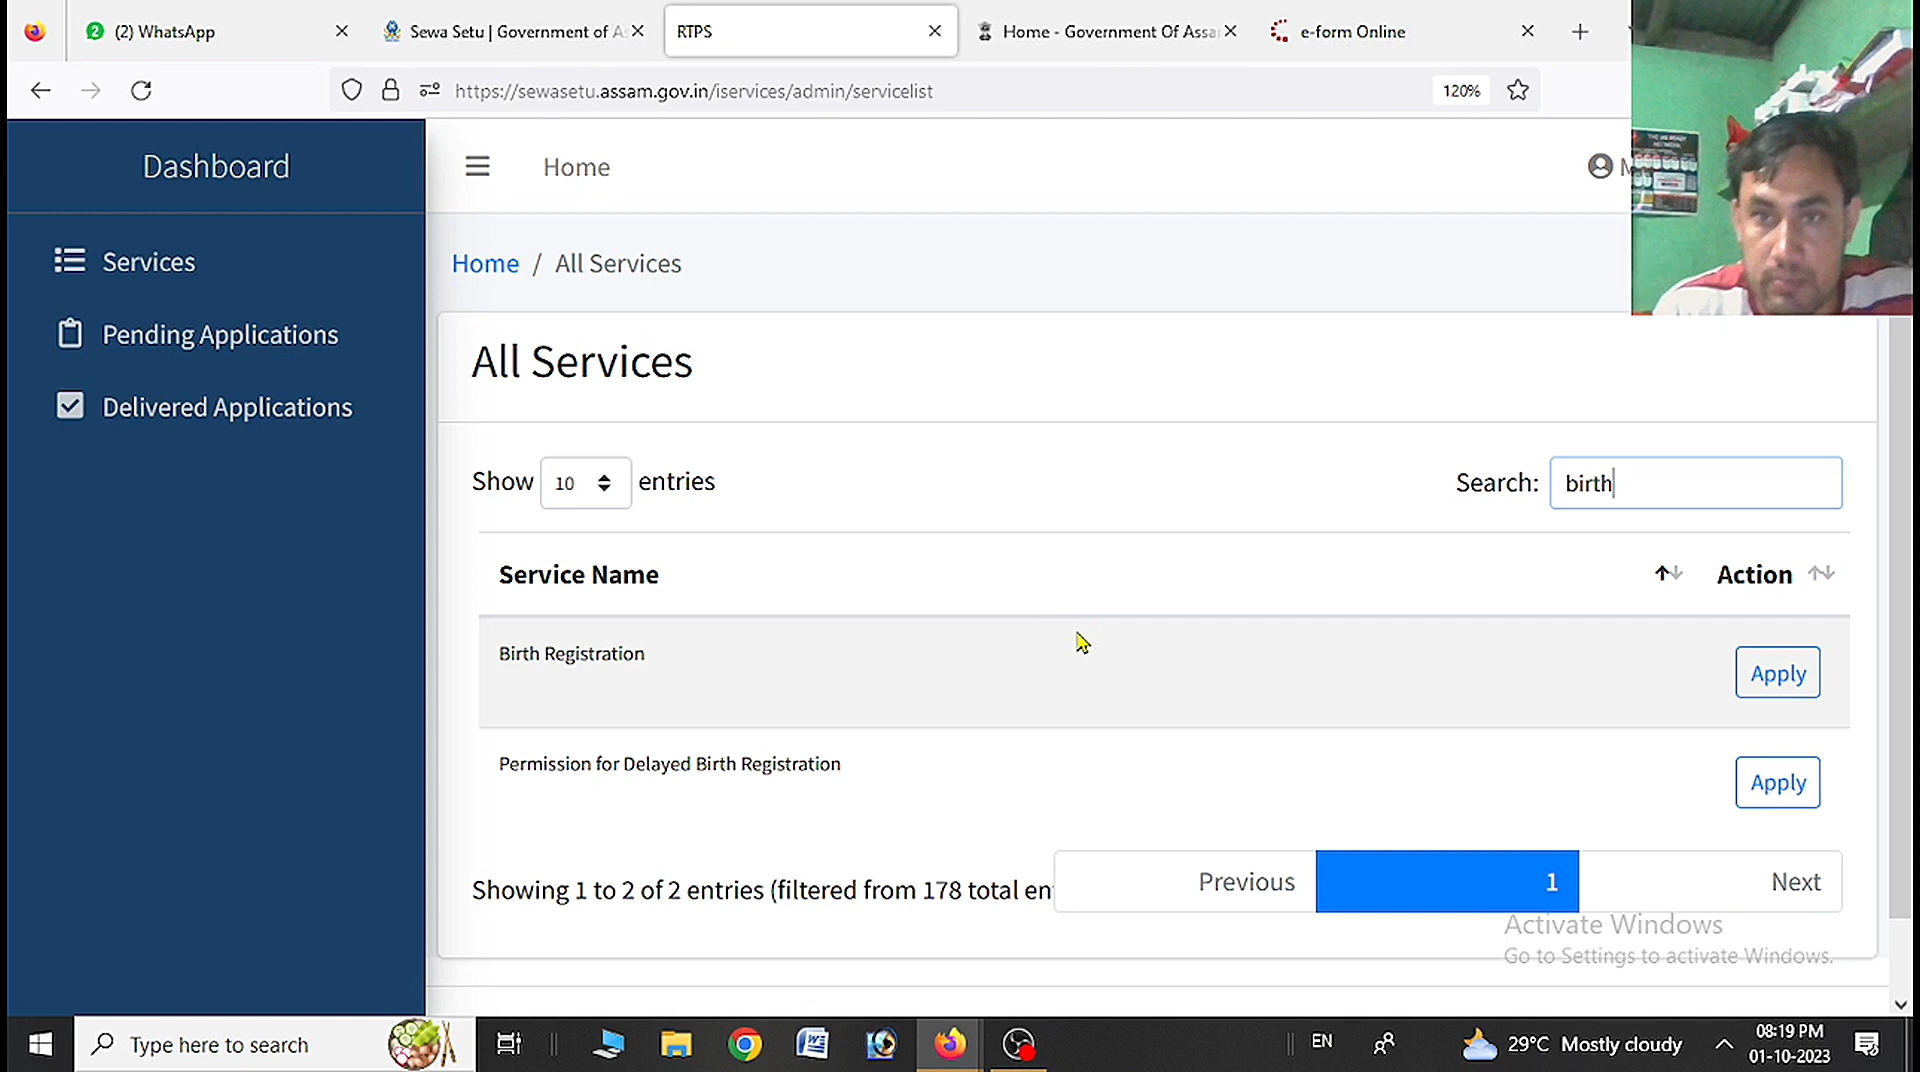 (2) WhatsApp
Sewa Setu | Government of As
RTPS
Home - Government Of Assa
e-form Online
https://sewasetu.assam.gov.in/iservices/admin/servicelist
120%
Dashboard
Home
Services
Pending Applications
Delivered Applications
Home / All Services
All Services
Show 10 entries
Search: birth
Service Name
Action
Birth Registration
Apply
Permission for Delayed Birth Registration
Apply
Showing 1 to 2 of 2 entries (filtered from 178 total en
Previous
1
Next
Activate Windows
Go to Settings to activate Windows.
Type here to search
EN
29°C Mostly cloudy
08:19 PM
01-10-2023